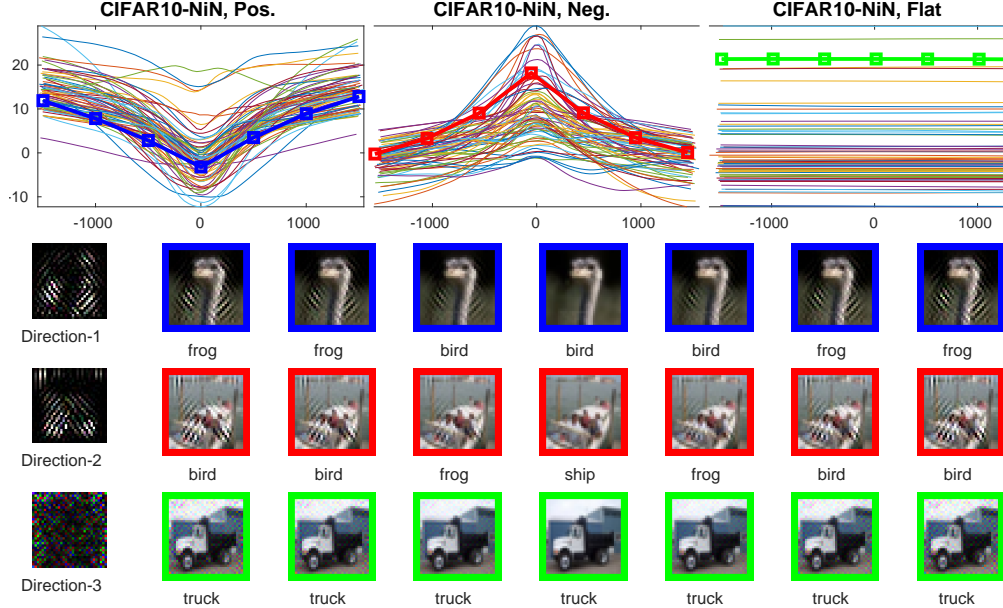 CIFAR10-NiN, Pos. CIFAR10-NiN, Neg. CIFAR10-NiN, Flat
20
10
0
10
-1000 0 1000 -1000 0 1000 -1000 0 1000
Direction-1 frog frog bird bird bird frog frog
Direction-2 bird bird frog ship frog bird bird
Direction-3 truck truck truck truck truck truck truck